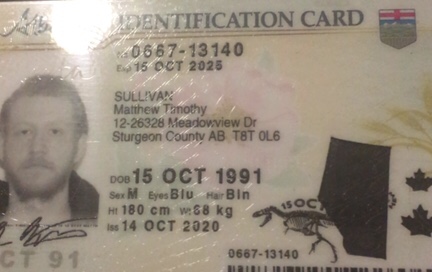 IDENTIFICATION CARD
No 0667-13140
Exp 15 OCT 2025
SULLIVAN
Matthew Timothy
12-26328 Meadowview Dr
Sturgeon County AB T8T 0L6
DOB 15 OCT 1991
Sex M Eyes Blu Hair Bln
Ht 180 cm Wt 88 kg
Iss 14 OCT 2020
15OCT
0667-13140
CT 91